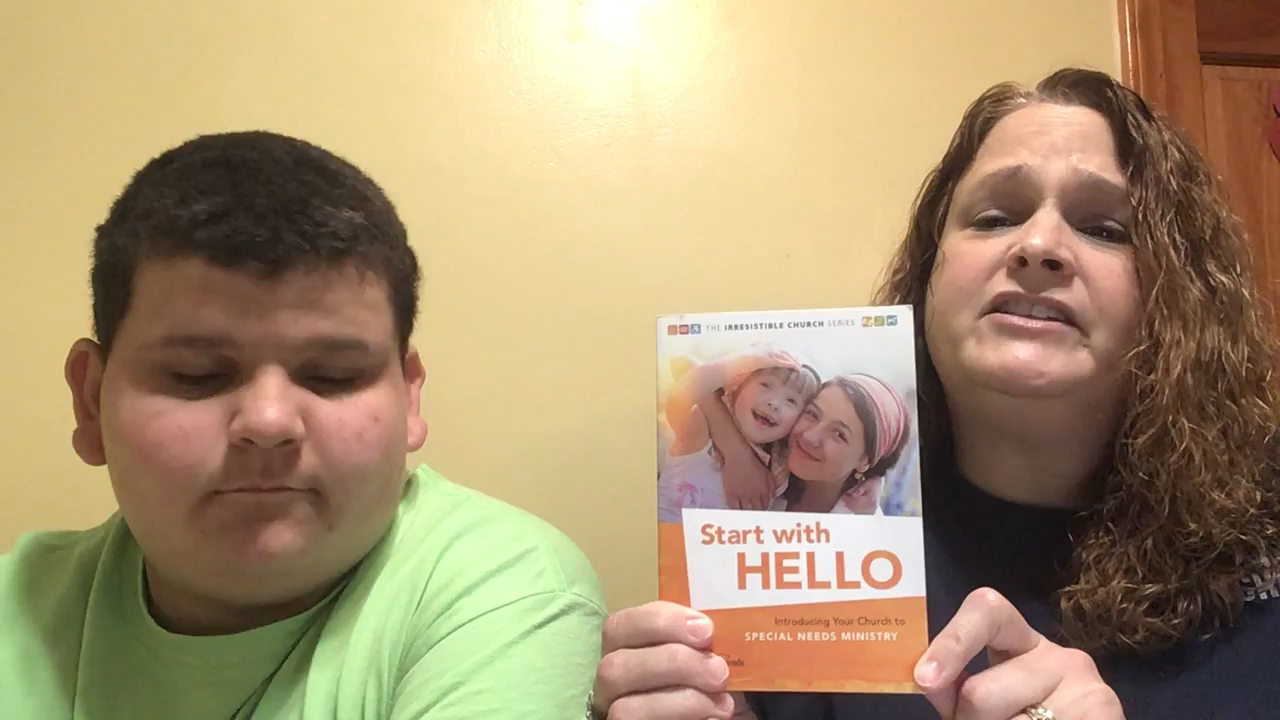 THE IRRESISTIBLE CHURCH SERIES
Start with
HELLO
Introducing Your Church to
SPECIAL NEEDS MINISTRY